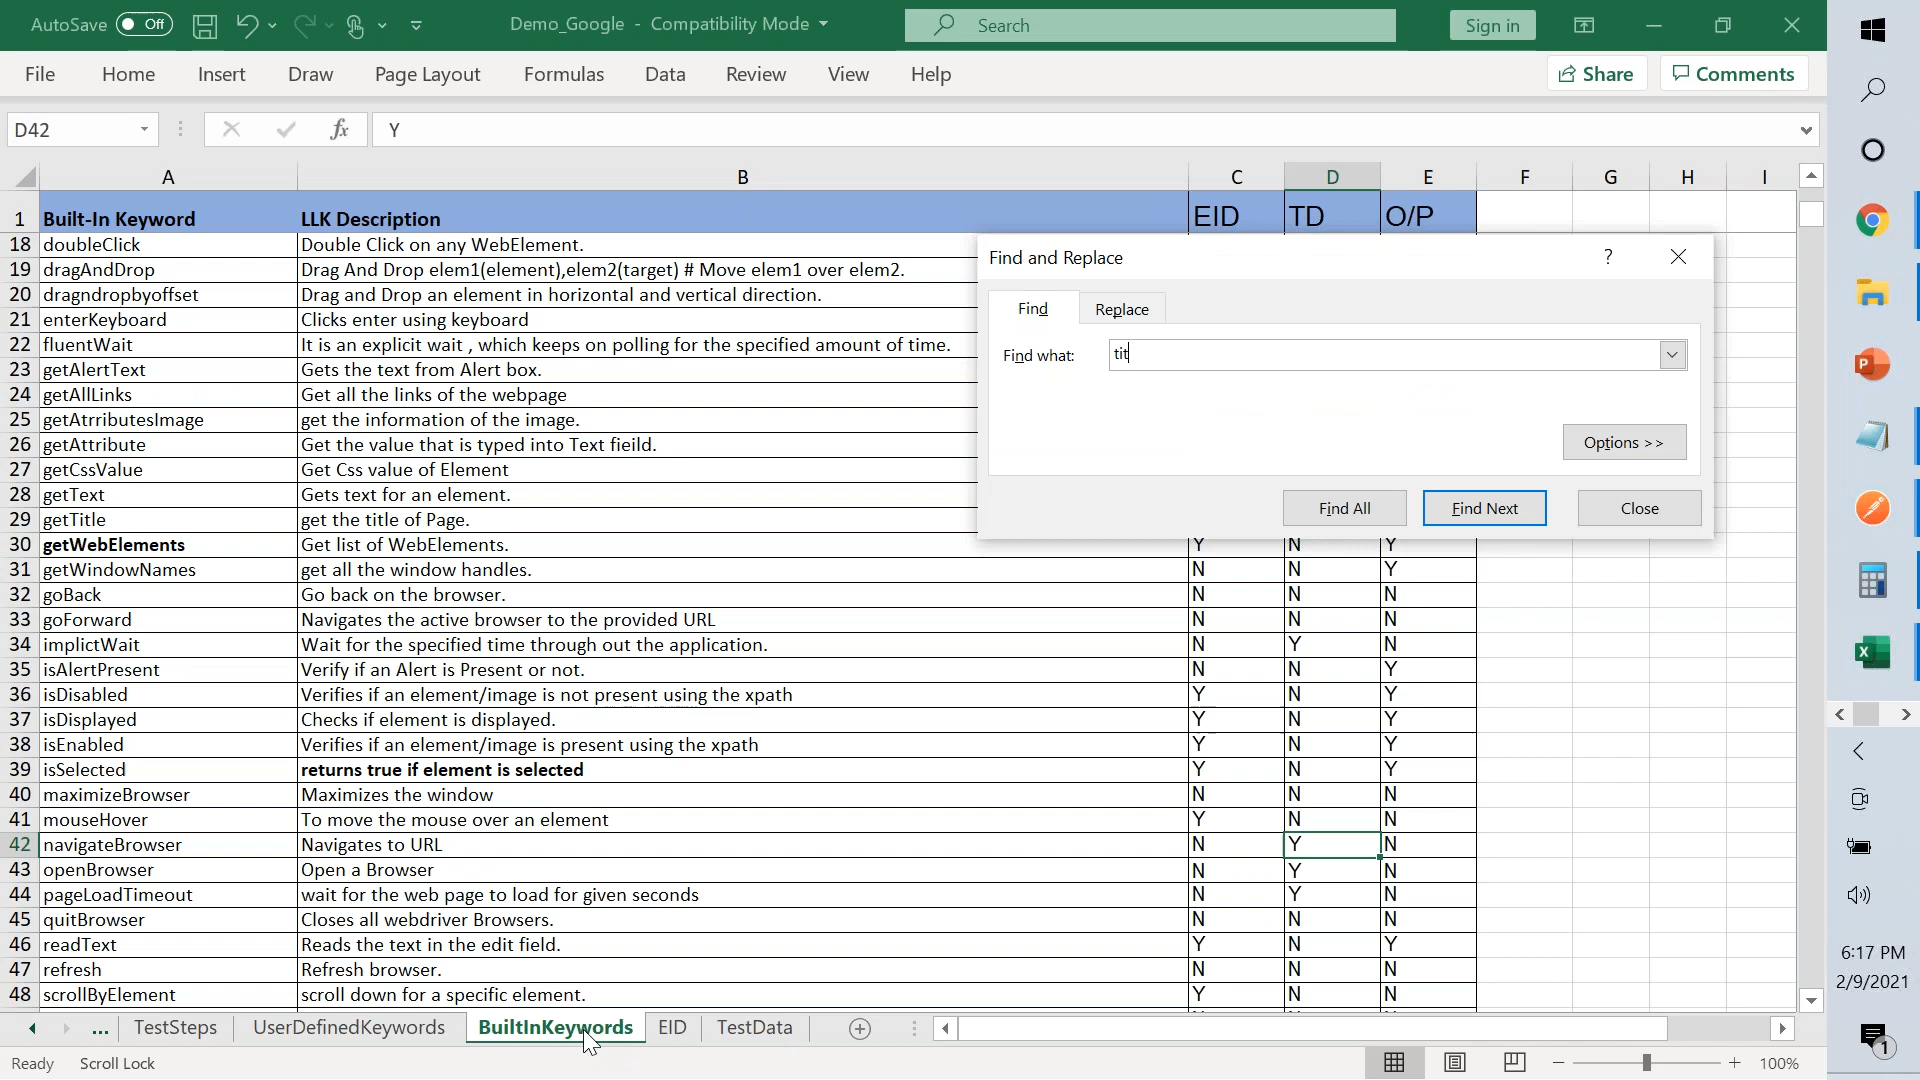 AutoSave Off Demo_Google - Compatibility Mode Search Sign in
File Home Insert Draw Page Layout Formulas Data Review View Help Share Comments
D42 fx Y
A B C D E F G H I
1 Built-In Keyword LLK Description EID TD O/P
18 doubleClick Double Click on any WebElement.
19 dragAndDrop Drag And Drop elem1(element),elem2(target) # Move elem1 over elem2.
20 dragndropbyoffset Drag and Drop an element in horizontal and vertical direction.
21 enterKeyboard Clicks enter using keyboard
22 fluentWait It is an explicit wait , which keeps on polling for the specified amount of time.
23 getAlertText Gets the text from Alert box.
24 getAllLinks Get all the links of the webpage
25 getAtrributesImage get the information of the image.
26 getAttribute Get the value that is typed into Text fieild.
27 getCssValue Get Css value of Element
28 getText Gets text for an element.
29 getTitle get the title of Page.
30 getWebElements Get list of WebElements. Y N Y
31 getWindowNames get all the window handles. N N Y
32 goBack Go back on the browser. N N N
33 goForward Navigates the active browser to the provided URL N N N
34 implictWait Wait for the specified time through out the application. N Y N
35 isAlertPresent Verify if an Alert is Present or not. N N Y
36 isDisabled Verifies if an element/image is not present using the xpath Y N Y
37 isDisplayed Checks if element is displayed. Y N Y
38 isEnabled Verifies if an element/image is present using the xpath Y N Y
39 isSelected returns true if element is selected Y N Y
40 maximizeBrowser Maximizes the window N N N
41 mouseHover To move the mouse over an element Y N N
42 navigateBrowser Navigates to URL N Y N
43 openBrowser Open a Browser N Y N
44 pageLoadTimeout wait for the web page to load for given seconds N Y N
45 quitBrowser Closes all webdriver Browsers. N N N
46 readText Reads the text in the edit field. Y N Y
47 refresh Refresh browser. N N N
48 scrollByElement scroll down for a specific element. Y N N
Find and Replace ?
Find Replace
Find what: tit
Options >>
Find All Find Next Close
... TestSteps UserDefinedKeywords BuiltInKeywords EID TestData
Ready Scroll Lock 100%
6:17 PM
2/9/2021
1